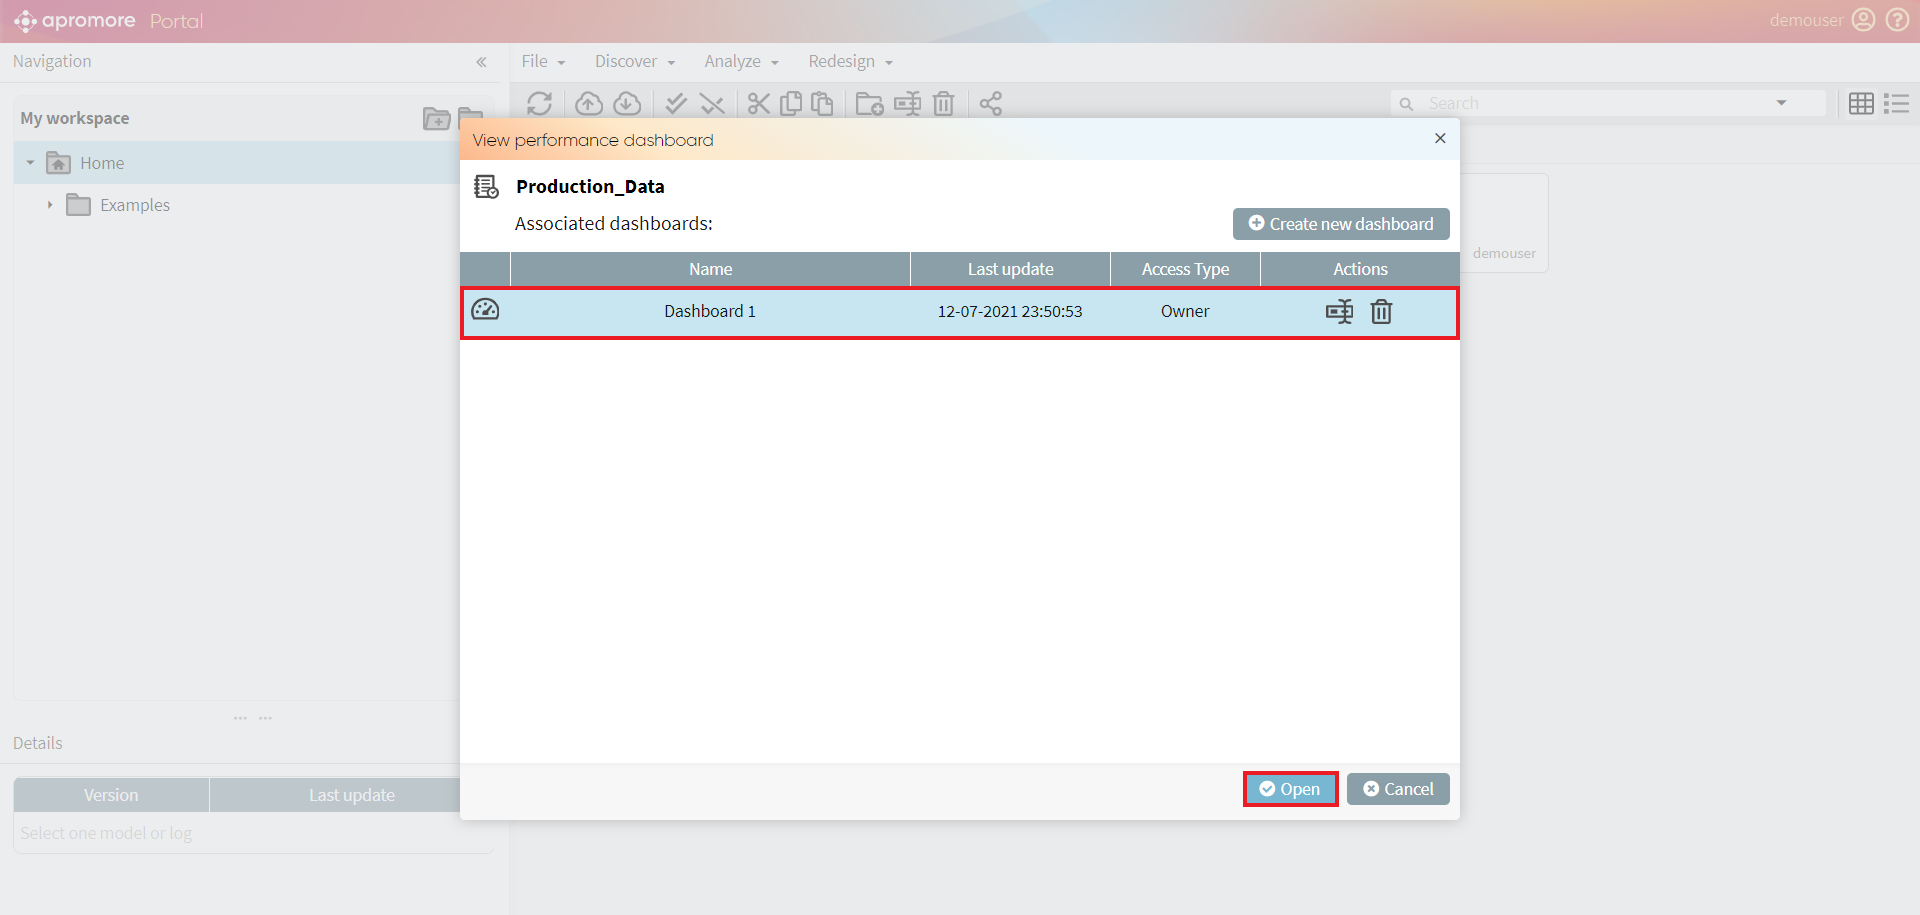 apromore Portal
demouser
Navigation
File
Discover
Analyze
Redesign
My workspace
Search
View performance dashboard
Home
Production_Data
Examples
Associated dashboards:
Create new dashboard
demouser
Name Last update Access Type Actions
Dashboard 1 12-07-2021 23:50:53 Owner
Details
Open
Cancel
Version Last update
Select one model or log